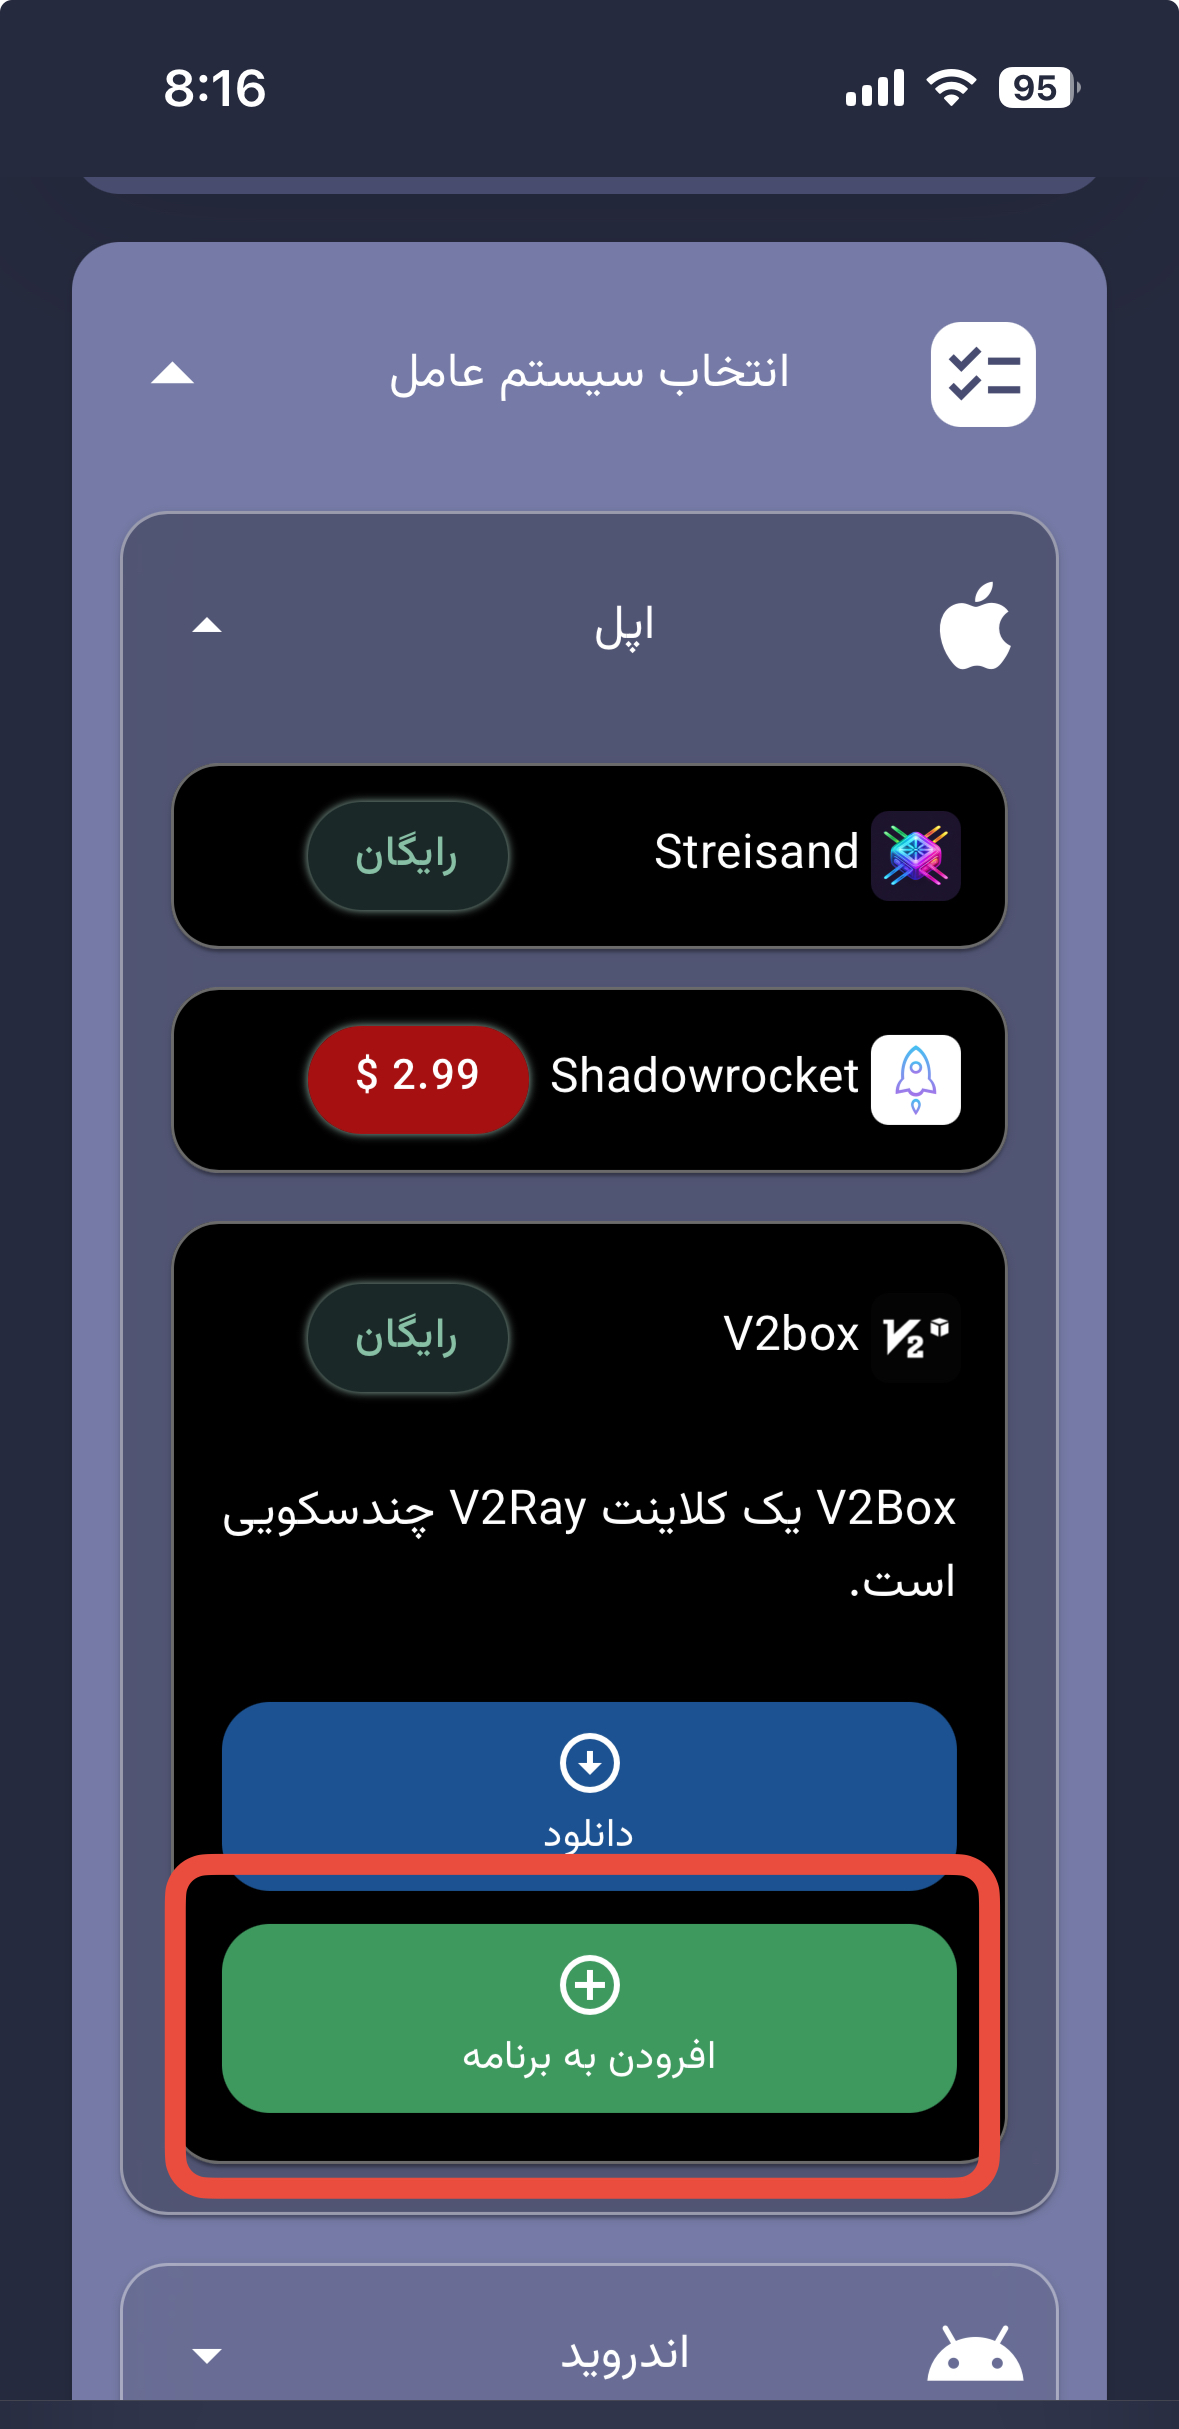 8:16
95
انتخاب سیستم عامل
اپل
Streisand
رایگان
Shadowrocket
$ 2.99
V2box
رایگان
V2Box یک کلاینت V2Ray چندسکویی
است.
دانلود
افرودن به برنامه
اندروید